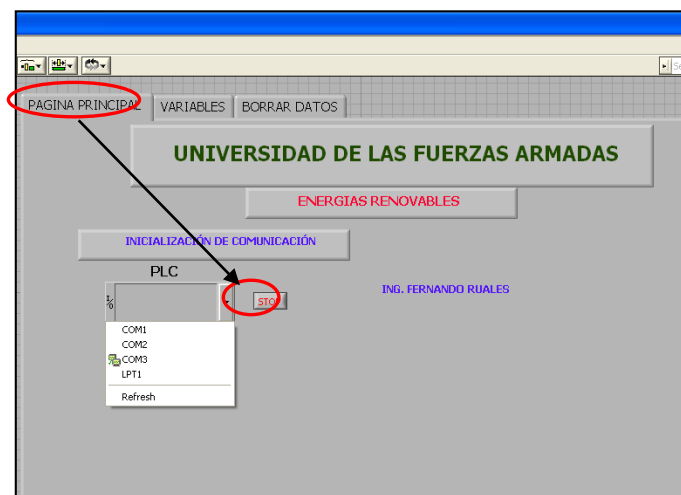 PAGINA PRINCIPAL VARIABLES BORRAR DATOS
UNIVERSIDAD DE LAS FUERZAS ARMADAS
ENERGIAS RENOVABLES
INICIALIZACIÓN DE COMUNICACIÓN
PLC
ING. FERNANDO RUALES
I/O STOP
COM1
COM2
COM3
LPT1
Refresh